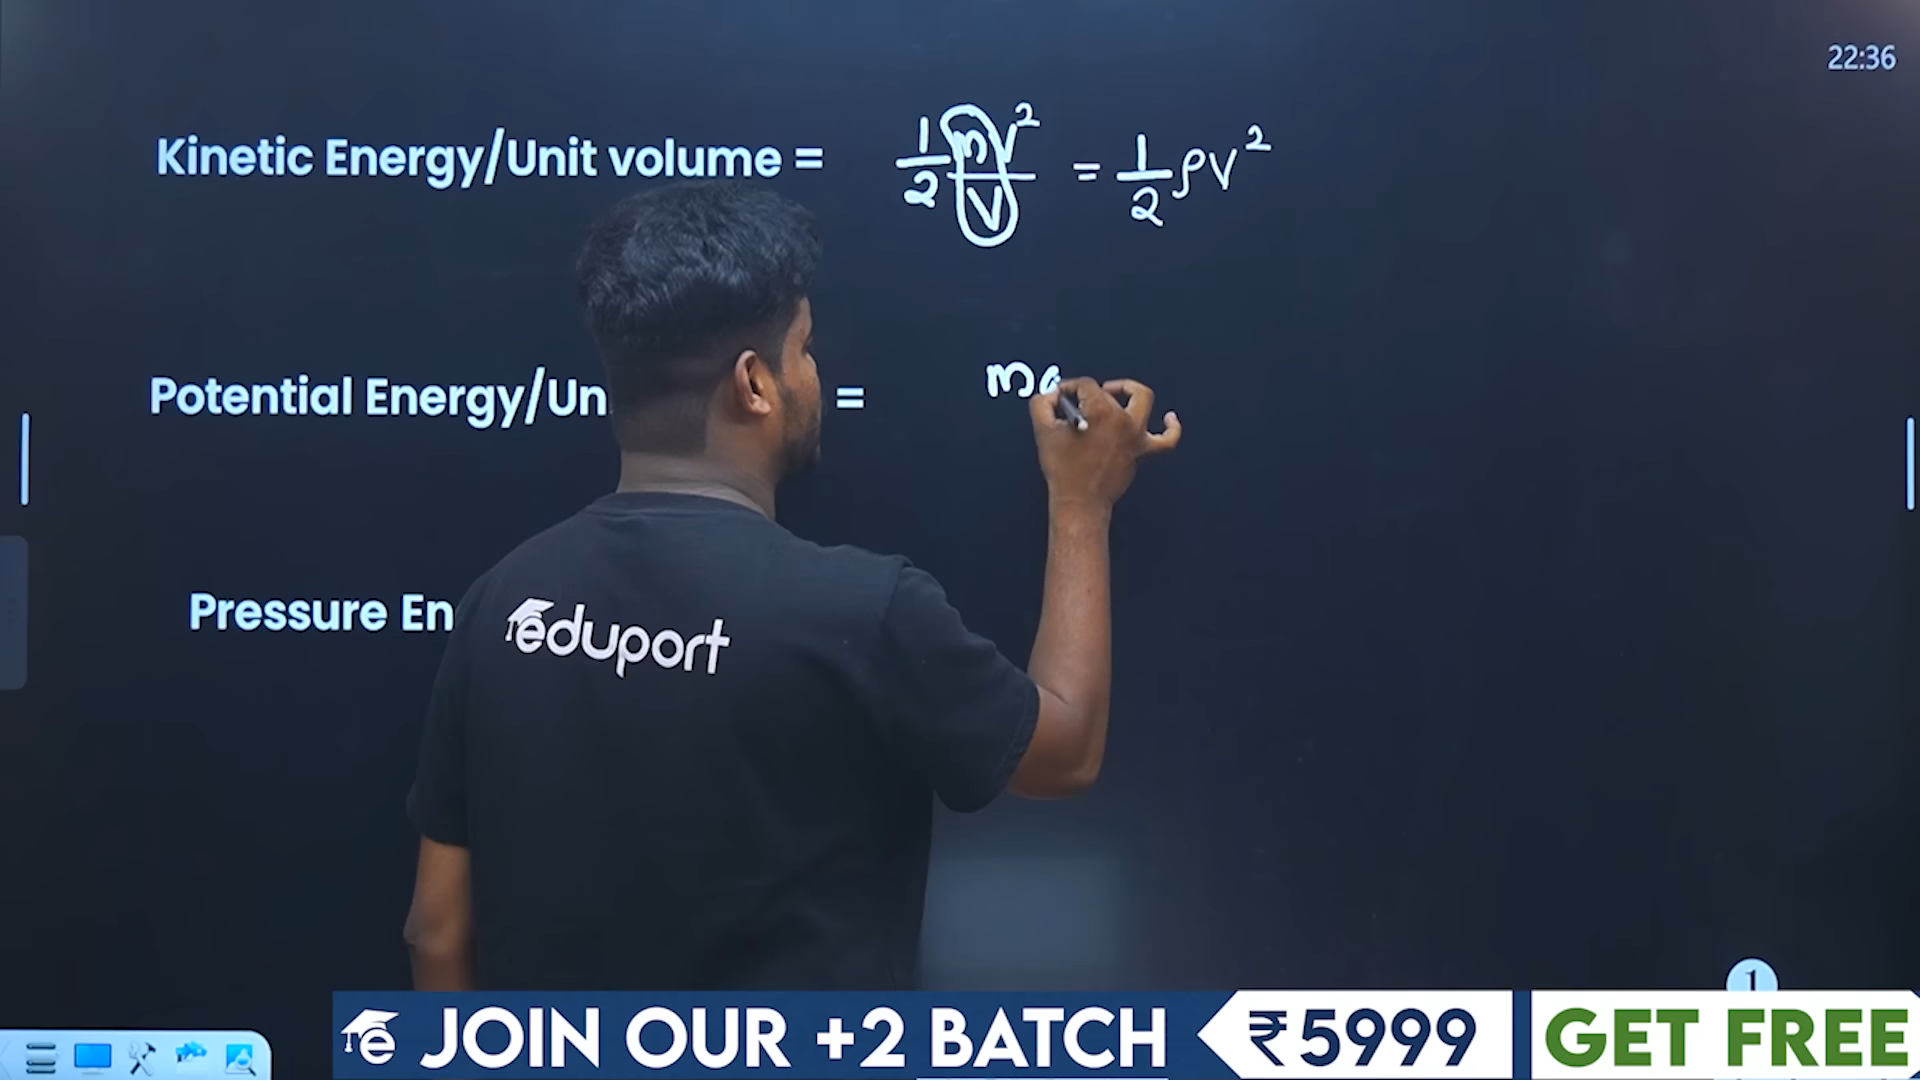 22:36
Kinetic Energy/Unit volume = 1/2 mv²/V = 1/2 ρv²
Potential Energy/Un = m
Pressure En
eduport
1
JOIN OUR +2 BATCH ₹5999 GET FREE